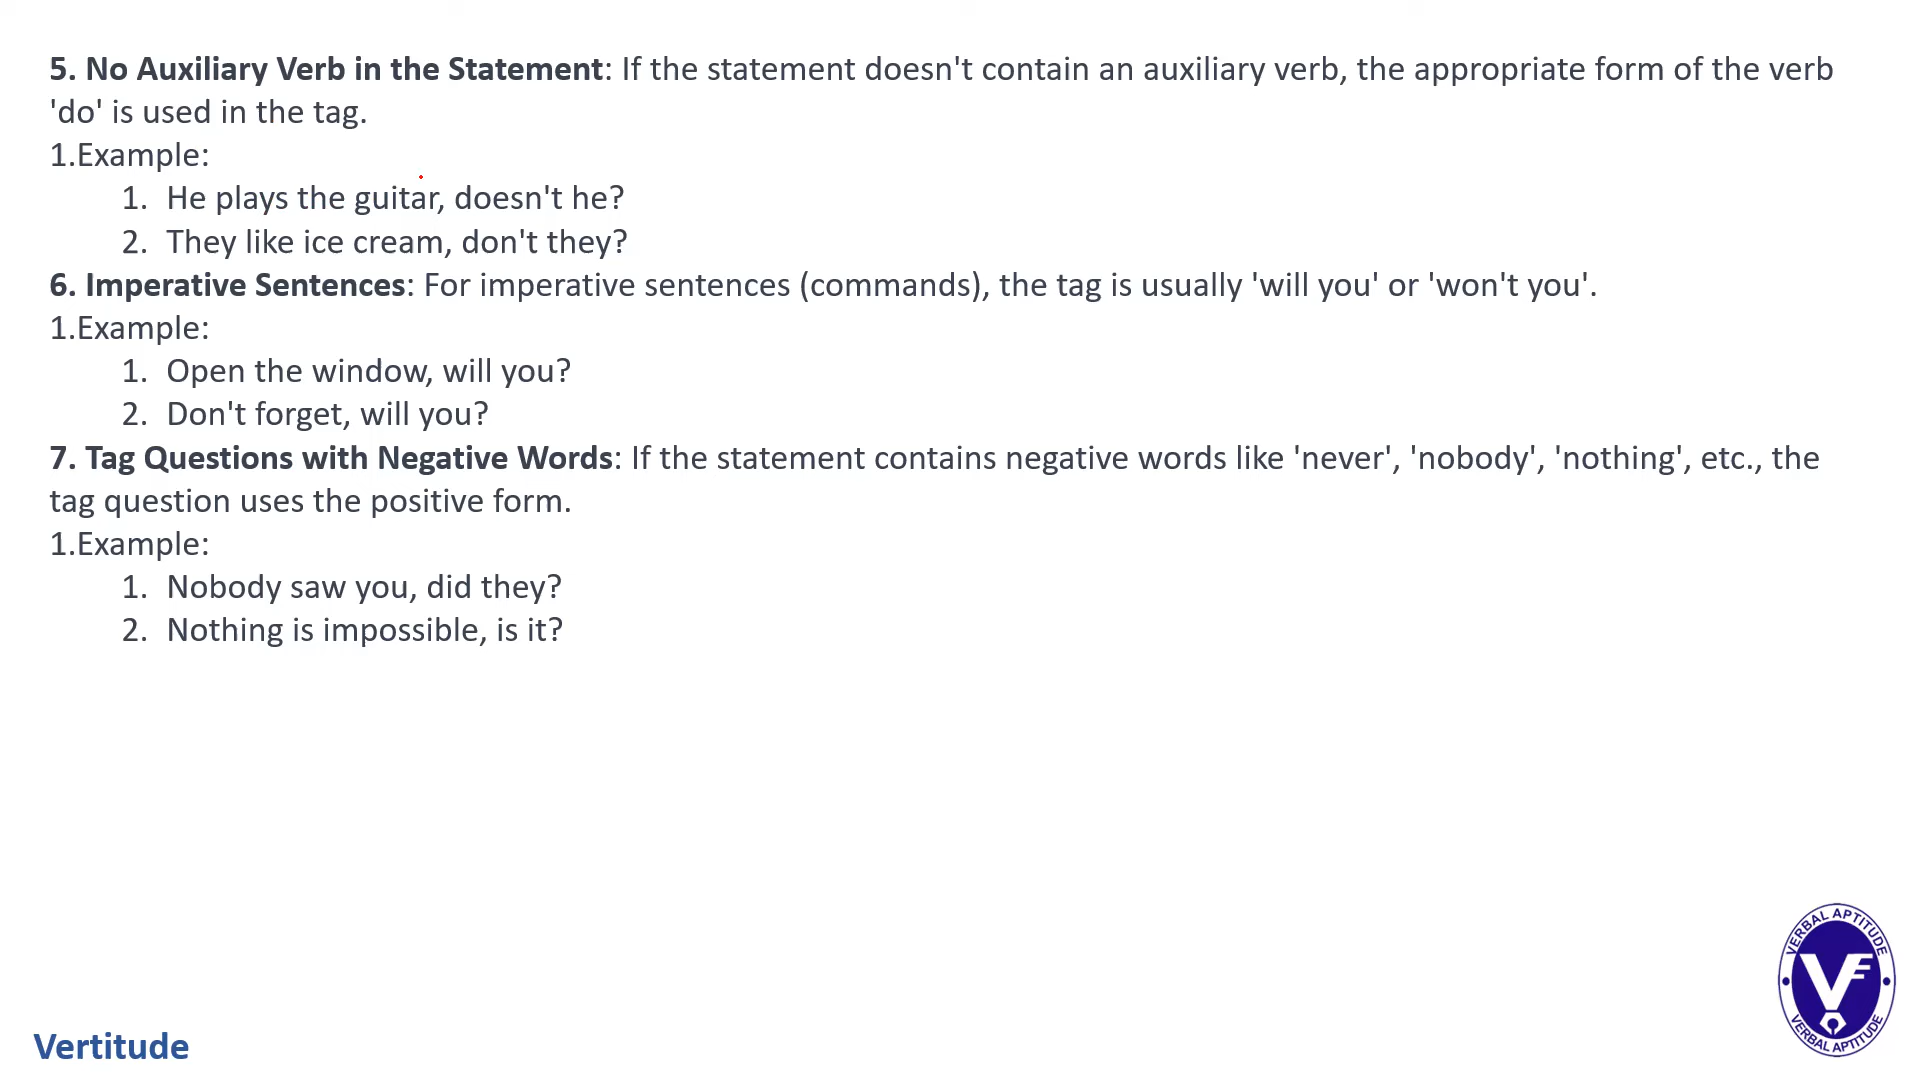 5. No Auxiliary Verb in the Statement: If the statement doesn't contain an auxiliary verb, the appropriate form of the verb
'do' is used in the tag.
1.Example:
1. He plays the guitar, doesn't he?
2. They like ice cream, don't they?
6. Imperative Sentences: For imperative sentences (commands), the tag is usually 'will you' or 'won't you'.
1.Example:
1. Open the window, will you?
2. Don't forget, will you?
7. Tag Questions with Negative Words: If the statement contains negative words like 'never', 'nobody', 'nothing', etc., the
tag question uses the positive form.
1.Example:
1. Nobody saw you, did they?
2. Nothing is impossible, is it?
VERBAL APTITUDE
VE
VERBAL APTITUDE
Vertitude